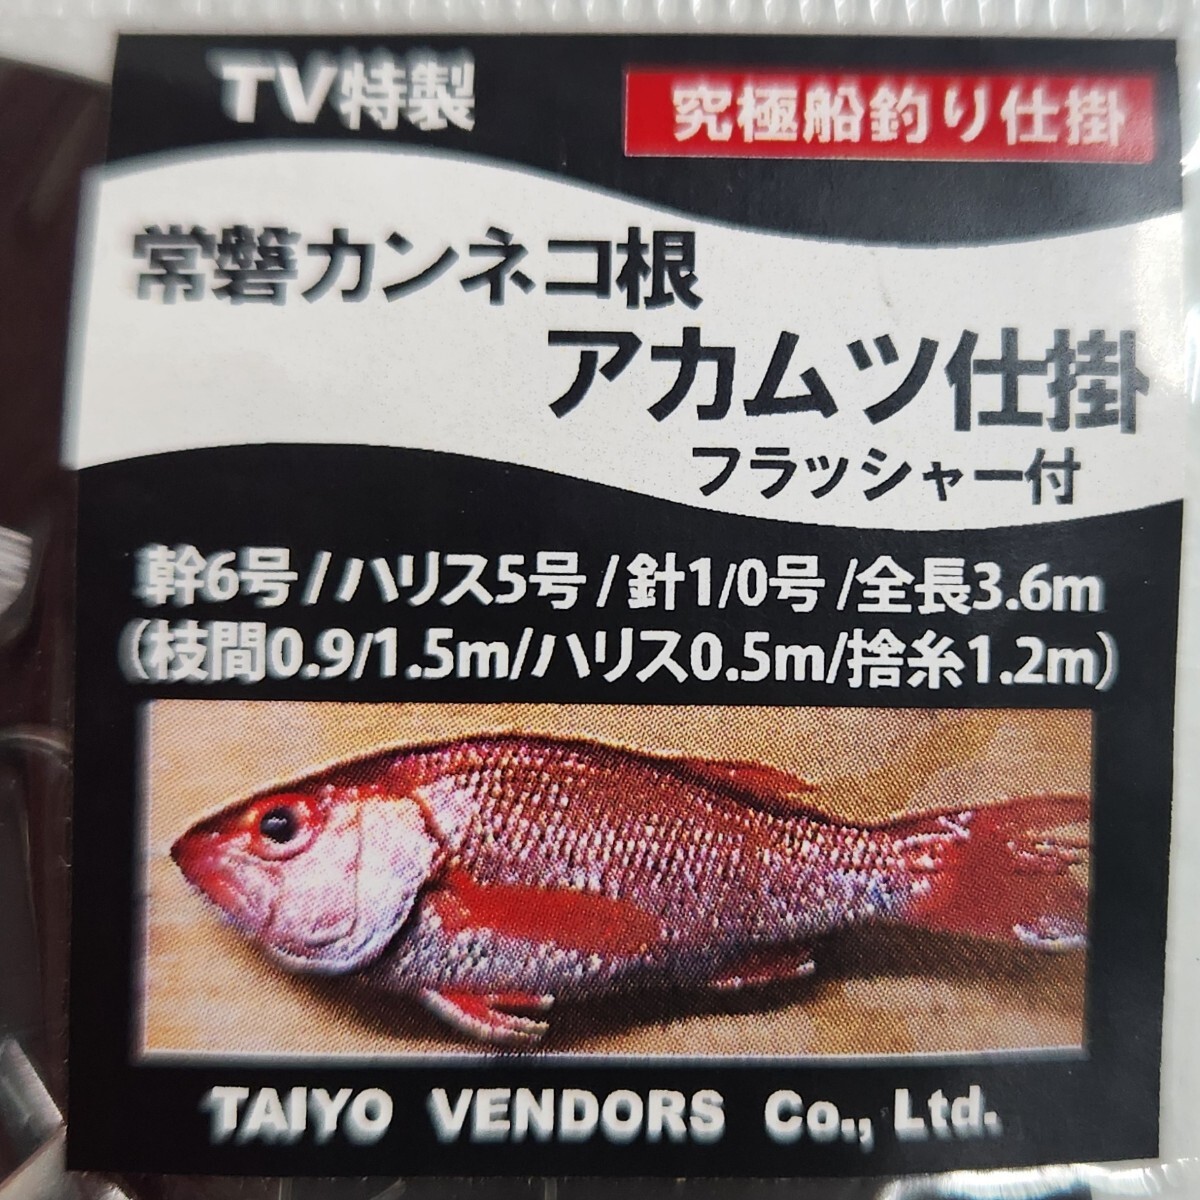 TV特製
究極船釣り仕掛
常磐カンネコ根
アカムツ仕掛
フラッシャー付
幹6号/ハリス5号/針1/0号/全長3.6m
(枝間0.9/1.5m/ハリス0.5m/捨糸1.2m)
TAIYO VENDORS Co., Ltd.